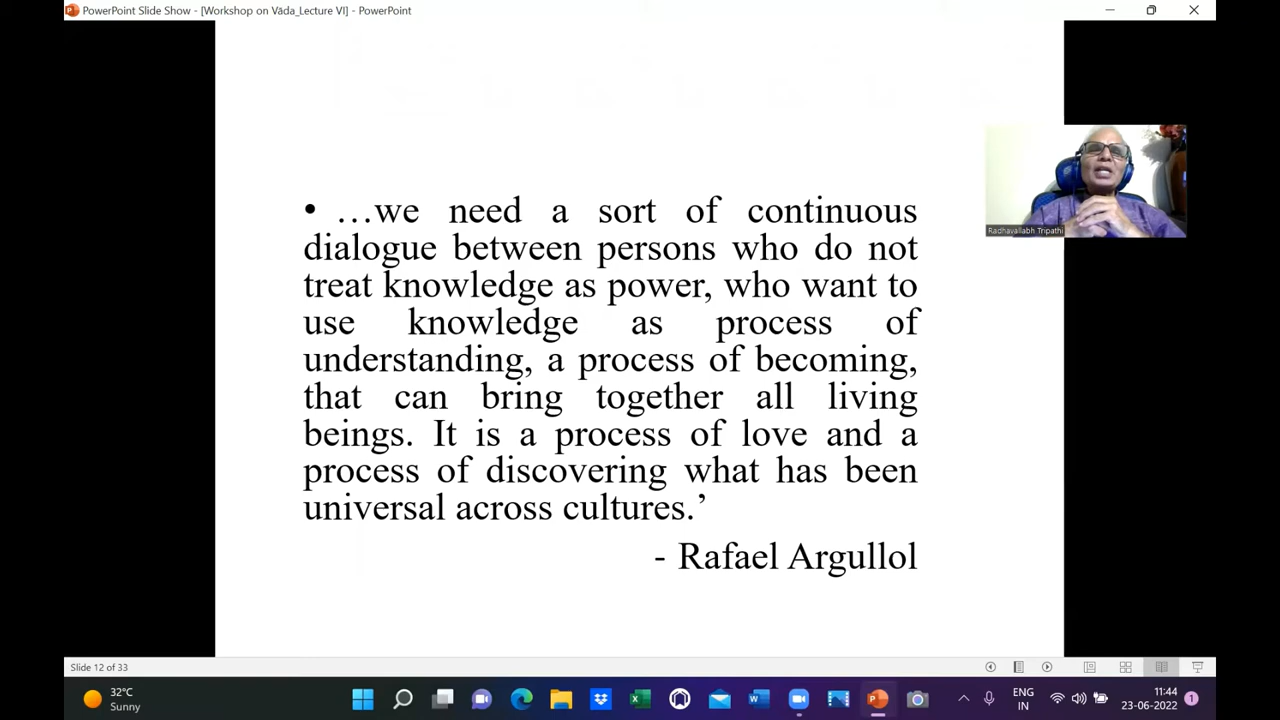 PowerPoint Slide Show - [Workshop on Vāda_Lecture VI] - PowerPoint
• …we need a sort of continuous
dialogue between persons who do not
treat knowledge as power, who want to
use knowledge as process of
understanding, a process of becoming,
that can bring together all living
beings. It is a process of love and a
process of discovering what has been
universal across cultures.’
- Rafael Argullol
Radhavallabh Tripathi
Slide 12 of 33
32°C
Sunny
ENG
IN
11:44
23-06-2022
1